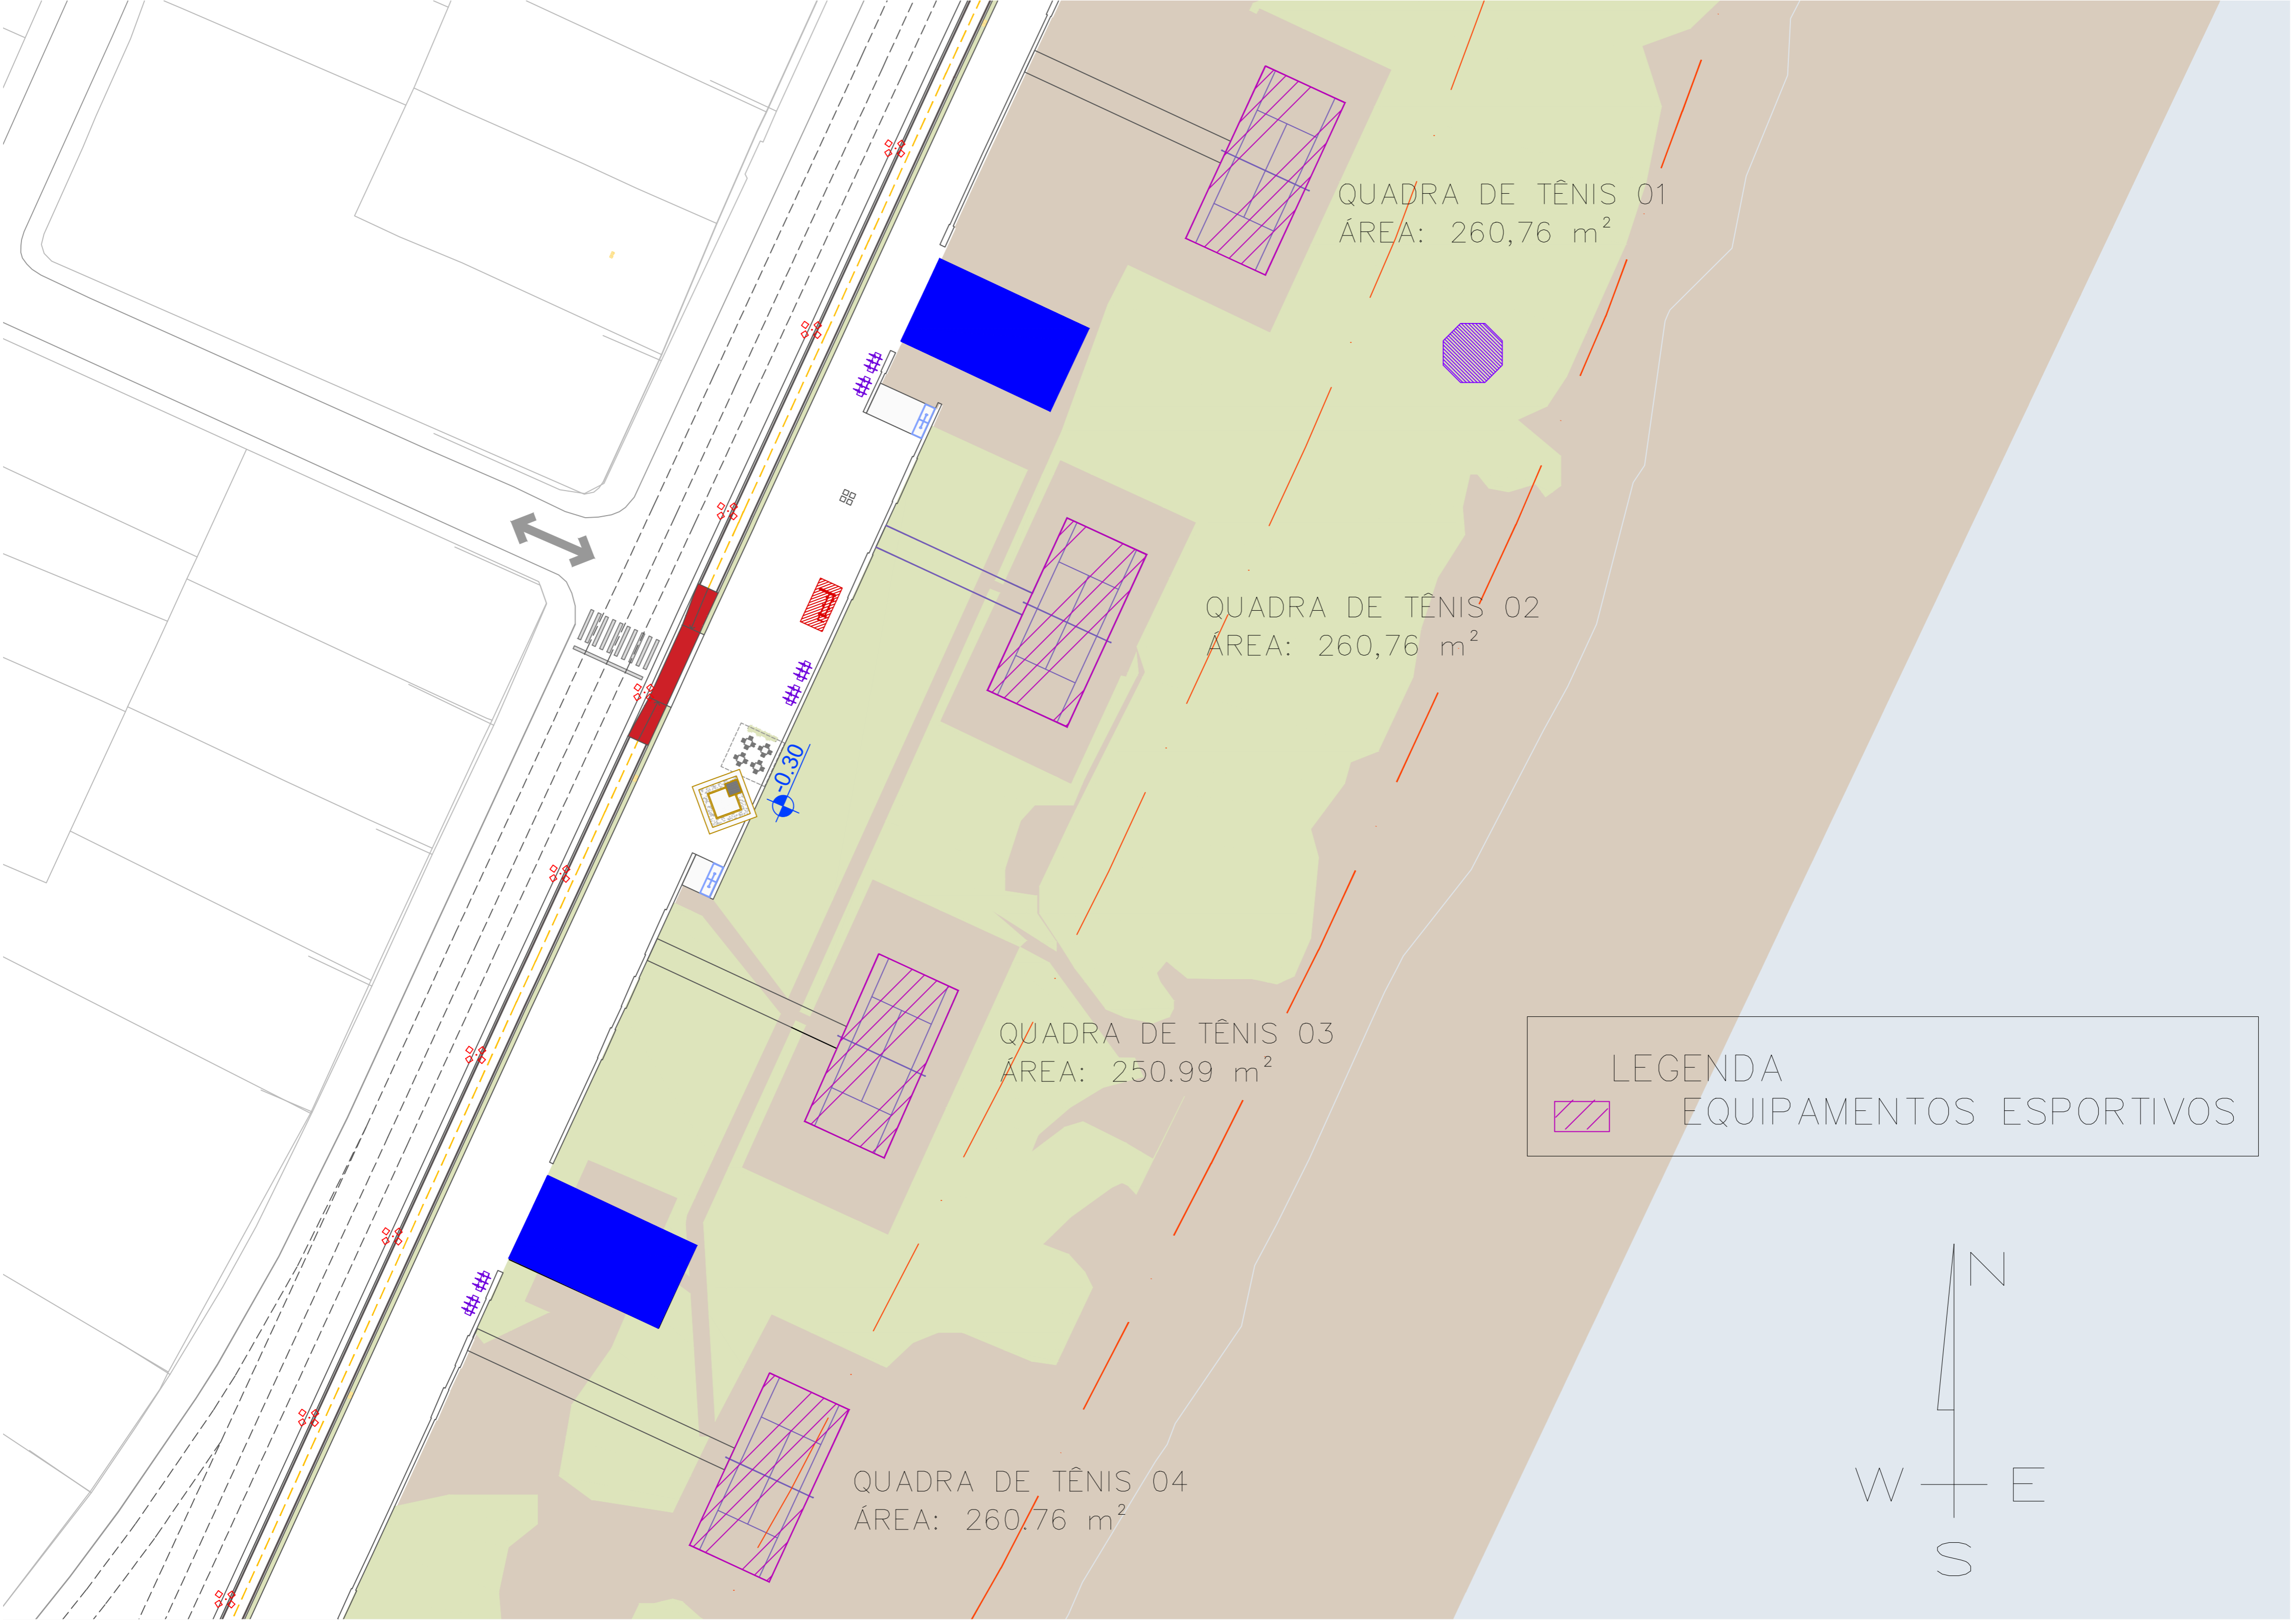 QUADRA DE TÊNIS 01
ÁREA: 260,76 m²
QUADRA DE TÊNIS 02
ÁREA: 260,76 m²
-0.30
QUADRA DE TÊNIS 03
ÁREA: 250.99 m²
LEGENDA
EQUIPAMENTOS ESPORTIVOS
N
W E
S
QUADRA DE TÊNIS 04
ÁREA: 260.76 m²